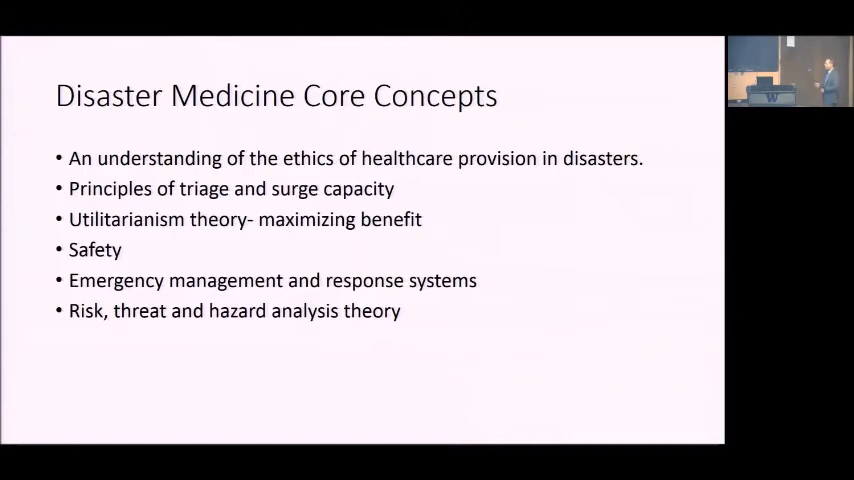 Disaster Medicine Core Concepts
• An understanding of the ethics of healthcare provision in disasters.
• Principles of triage and surge capacity
• Utilitarianism theory- maximizing benefit
• Safety
• Emergency management and response systems
• Risk, threat and hazard analysis theory
W